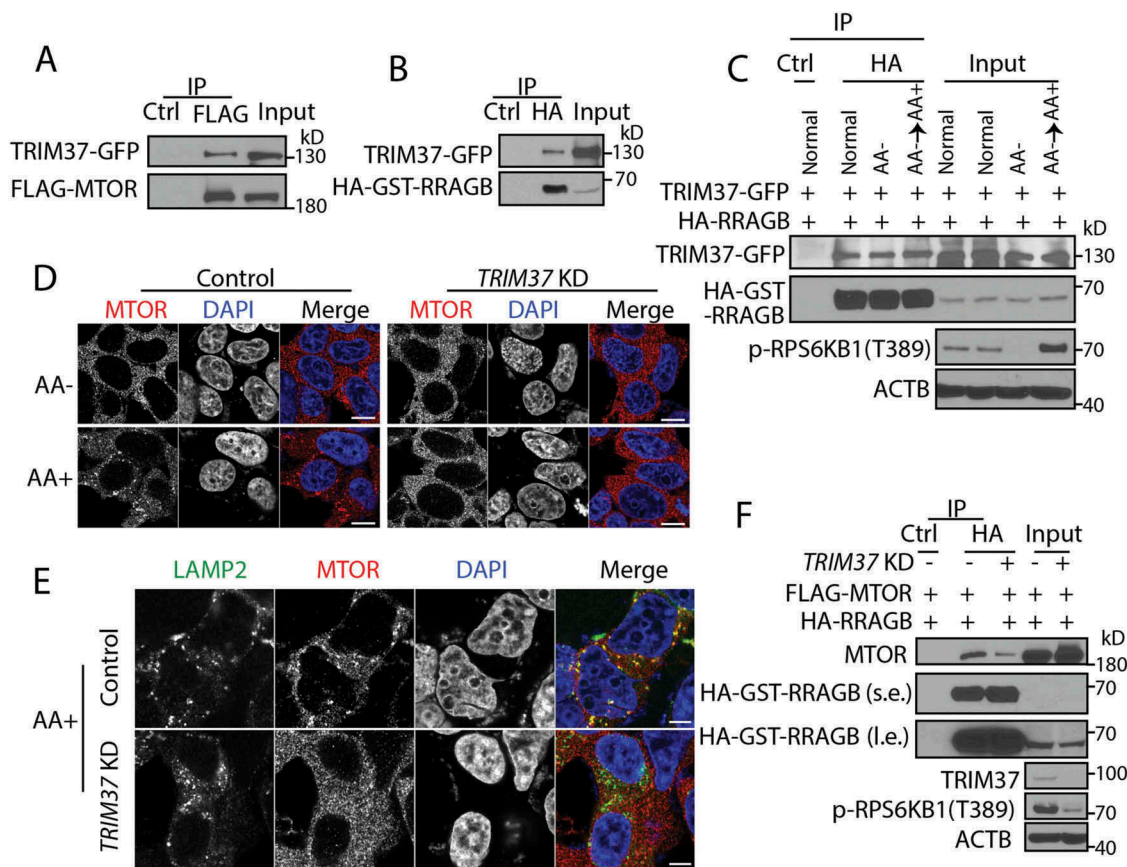 A
IP
Ctrl FLAG Input
kD
TRIM37-GFP
130
FLAG-MTOR
180
B
IP
Ctrl HA Input
kD
TRIM37-GFP
130
HA-GST-RRAGB
70
C
IP
Ctrl HA Input
Normal Normal AA- AA-→AA+ Normal Normal AA- AA-→AA+
TRIM37-GFP + + + + + + + +
HA-RRAGB + + + + + + + +
kD
TRIM37-GFP
130
HA-GST
-RRAGB
70
p-RPS6KB1(T389)
70
ACTB
40
D
Control TRIM37 KD
MTOR DAPI Merge MTOR DAPI Merge
AA-
AA+
E
LAMP2 MTOR DAPI Merge
AA+
Control
TRIM37 KD
F
IP
Ctrl HA Input
TRIM37 KD - - + - +
FLAG-MTOR + + + + +
HA-RRAGB + + + + +
kD
MTOR
180
HA-GST-RRAGB (s.e.)
70
HA-GST-RRAGB (l.e.)
70
TRIM37
100
p-RPS6KB1(T389)
70
ACTB
40